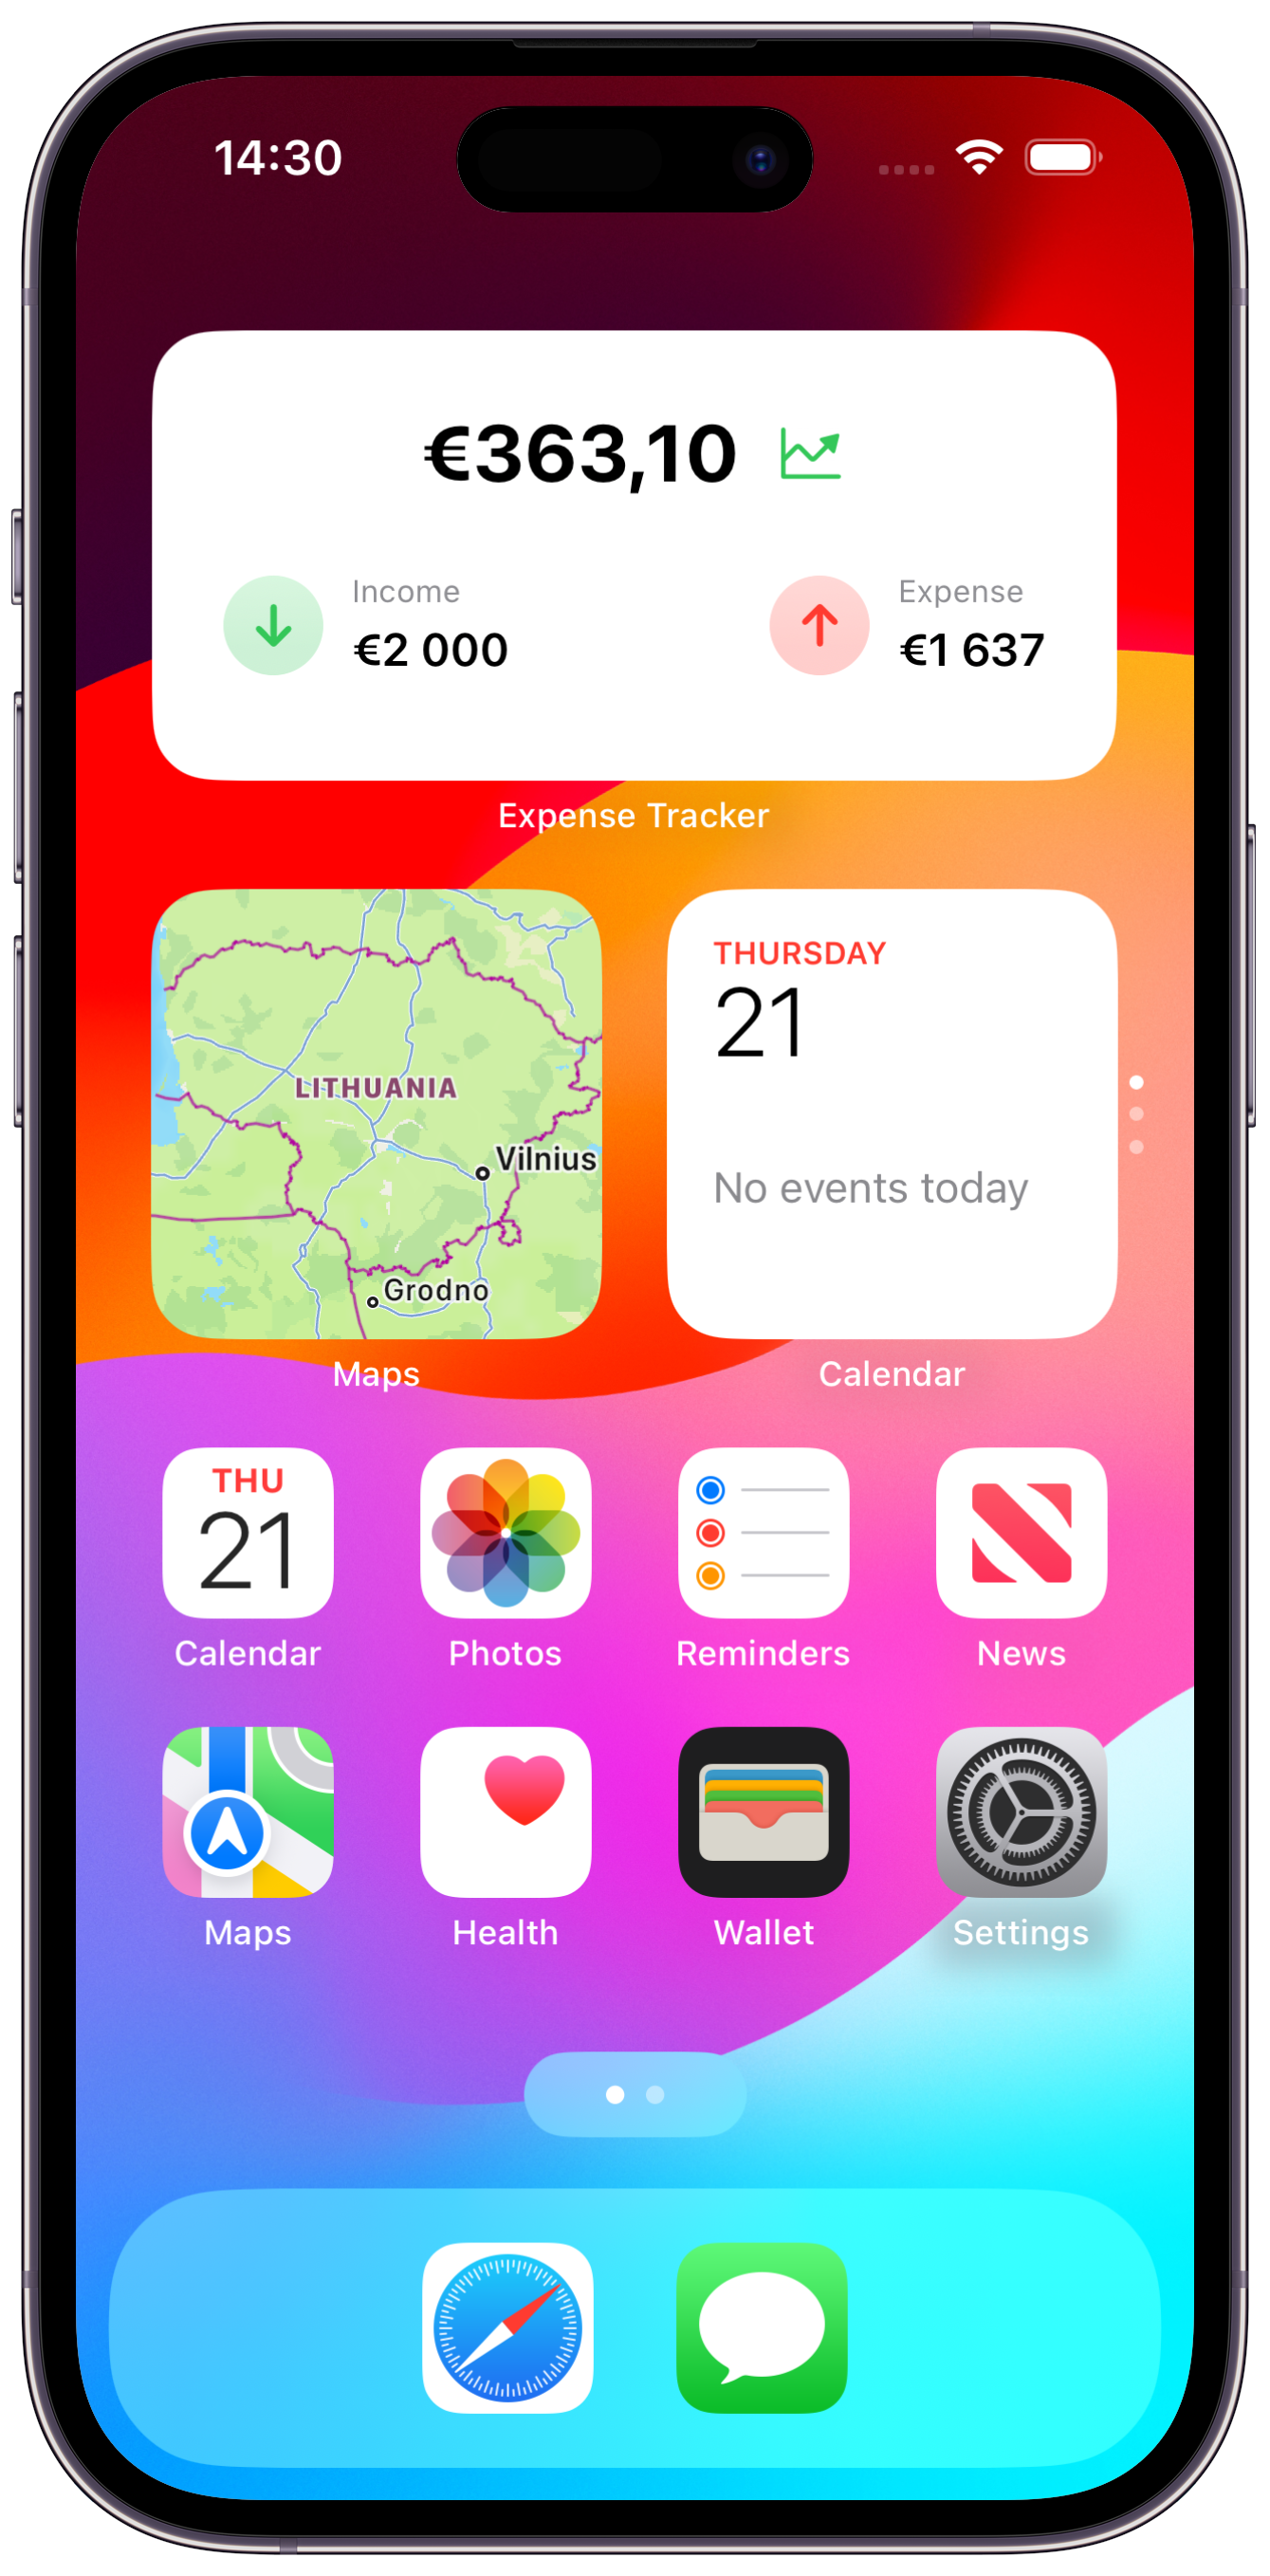 14:30
€363,10
Income
€2 000
Expense
€1 637
Expense Tracker
LITHUANIA
Vilnius
Grodno
Maps
THURSDAY
21
No events today
Calendar
THU
21
Calendar
Photos
Reminders
News
Maps
Health
Wallet
Settings